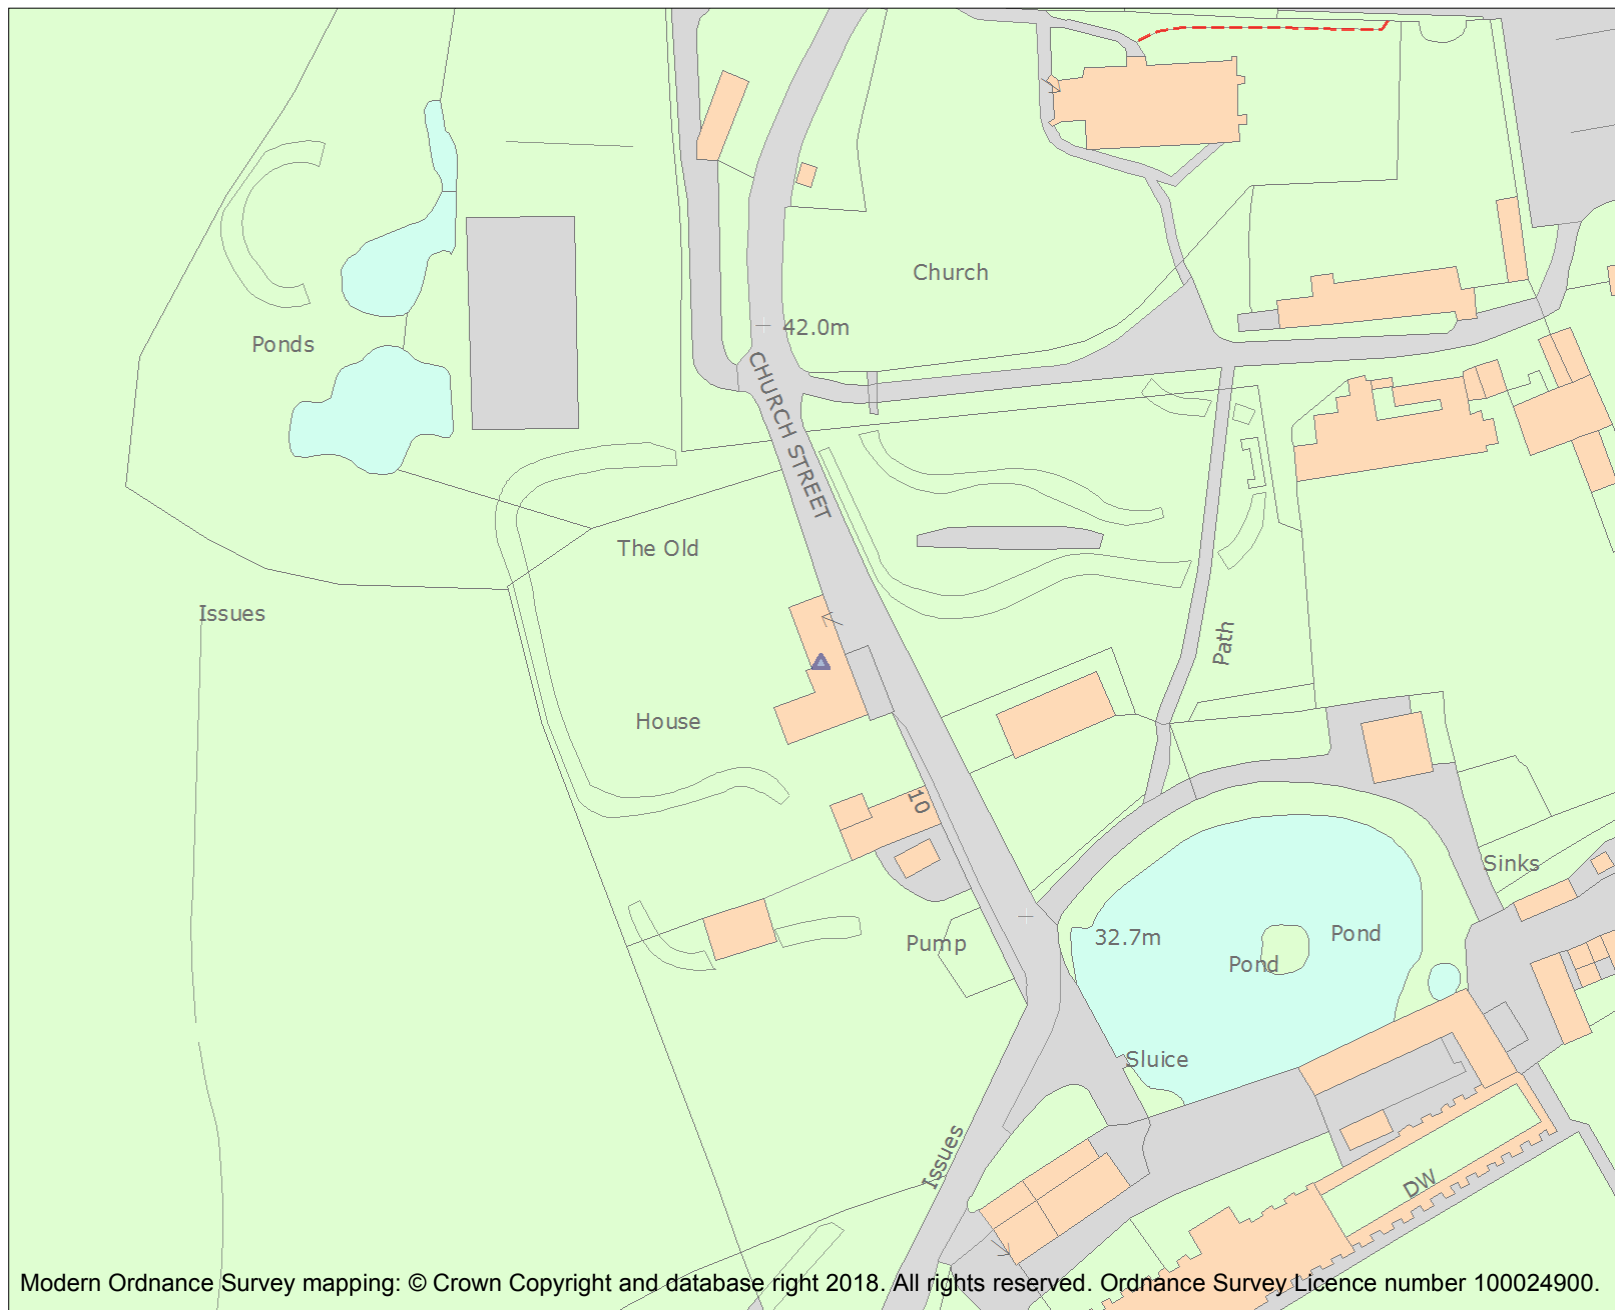 Church
42.0m
Ponds
CHURCH STREET
The Old
Issues
Path
House
10
Sinks
Pump
32.7m
Pond
Pond
Sluice
Issues
DW
Modern Ordnance Survey mapping: © Crown Copyright and database right 2018. All rights reserved. Ordnance Survey Licence number 100024900.